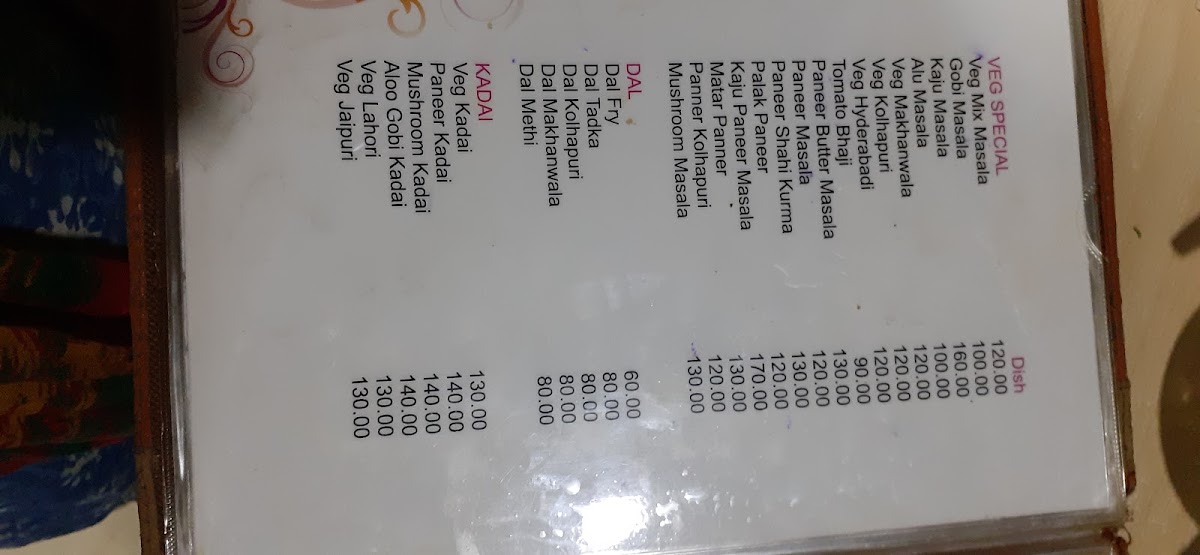 Dish
VEG SPECIAL
Veg Mix Masala 120.00
Gobi Masala 100.00
Kaju Masala 160.00
Alu Masala 100.00
Veg Makhanwala 120.00
Veg Kolhapuri 120.00
Veg Hyderabadi 120.00
Tomato Bhaji 90.00
Paneer Butter Masala 130.00
Paneer Masala 120.00
Paneer Shahi Kurma 130.00
Palak Paneer 120.00
Kaju Paneer Masala 170.00
Matar Panner 130.00
Panner Kolhapuri 120.00
Mushroom Masala 130.00
DAL
Dal Fry 60.00
Dal Tadka 80.00
Dal Kolhapuri 80.00
Dal Makhanwala 80.00
Dal Methi 80.00
KADAI
Veg Kadai 130.00
Paneer Kadai 140.00
Mushroom Kadai 140.00
Aloo Gobi Kadai 140.00
Veg Lahori 130.00
Veg Jaipuri 130.00